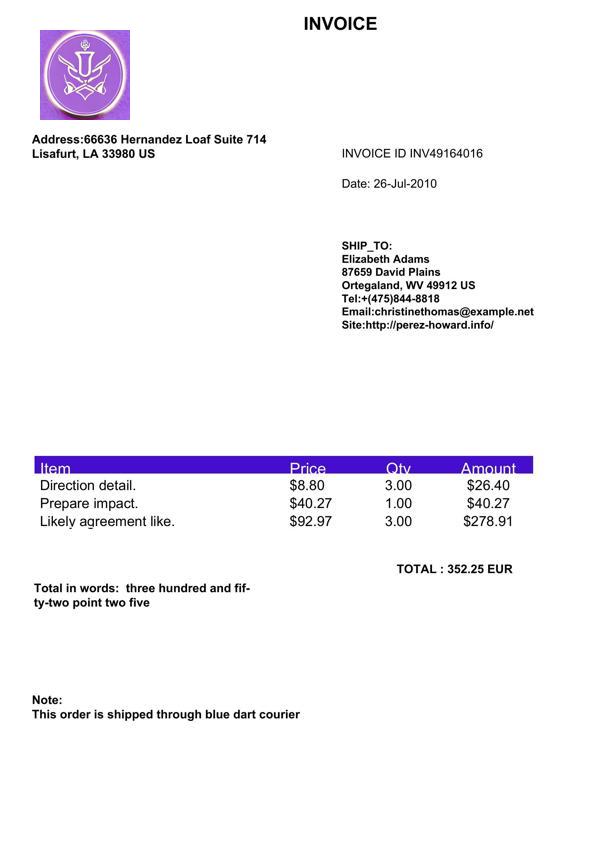 INVOICE
Address:66636 Hernandez Loaf Suite 714
Lisafurt, LA 33980 US
INVOICE ID INV49164016
Date: 26-Jul-2010
SHIP_TO:
Elizabeth Adams
87659 David Plains
Ortegaland, WV 49912 US
Tel:+(475)844-8818
Email:christinethomas@example.net
Site:http://perez-howard.info/
Item Price Qty Amount
Direction detail. $8.80 3.00 $26.40
Prepare impact. $40.27 1.00 $40.27
Likely agreement like. $92.97 3.00 $278.91
TOTAL : 352.25 EUR
Total in words:  three hundred and fif-
ty-two point two five
Note:
This order is shipped through blue dart courier